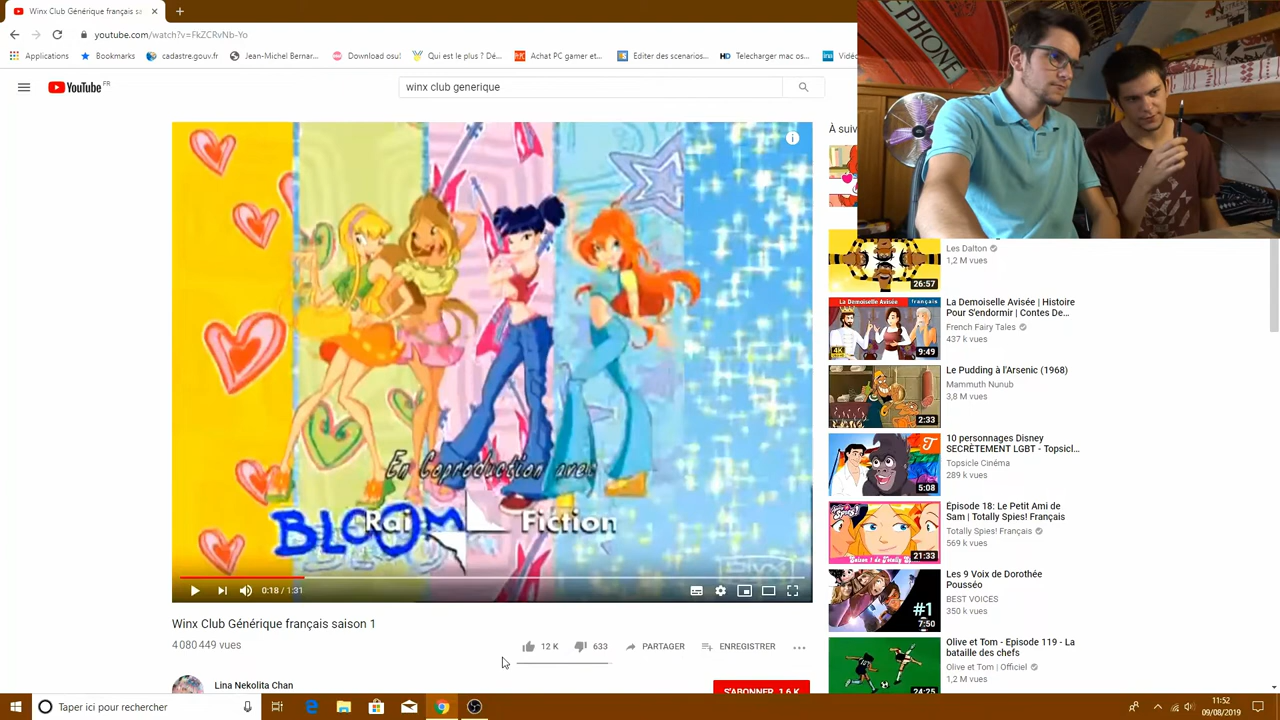 Winx Club Générique français sa
youtube.com/watch?v=FkZCRvNb-Yo
Applications
Bookmarks
cadastre.gouv.fr
Jean-Michel Bernar...
Download osu!
Qui est le plus ? Dé...
Achat PC gamer et...
Editer des scenarios...
Telecharger mac os...
YouTube FR
winx club generique
TELEPHONE
À suiv
En Coproduction avec
BLOOM
Rai Fiction
0:18 / 1:31
Winx Club Générique français saison 1
4 080 449 vues
12 K
633
PARTAGER
ENREGISTRER
Lina Nekolita Chan
S'ABONNER 1,6 K
Les Dalton
1,2 M vues
26:57
La Demoiselle Avisée
français
4K
9:49
La Demoiselle Avisée | Histoire
Pour S'endormir | Contes De...
French Fairy Tales
437 k vues
2:33
Le Pudding à l'Arsenic (1968)
Mammuth Nunub
3,8 M vues
5:08
10 personnages Disney
SECRÈTEMENT LGBT - Topsicl...
Topsicle Cinéma
289 k vues
21:33
Épisode 18: Le Petit Ami de
Sam | Totally Spies! Français
Totally Spies! Français
569 k vues
#1
7:50
Les 9 Voix de Dorothée
Pousséo
BEST VOICES
350 k vues
24:25
Olive et Tom - Episode 119 - La
bataille des chefs
Olive et Tom | Officiel
1,2 M vues
Taper ici pour rechercher
11:52
09/08/2019